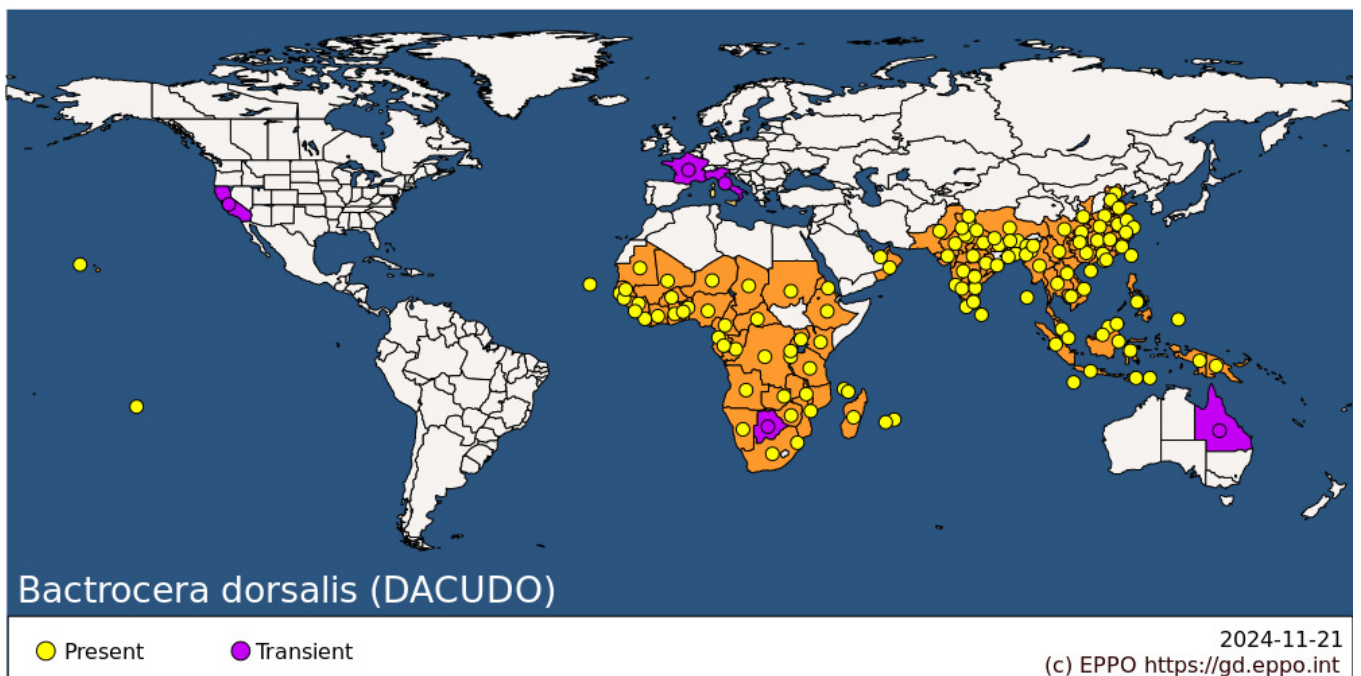 Bactrocera dorsalis (DACUDO)
Present
Transient
2024-11-21
(c) EPPO https://gd.eppo.int